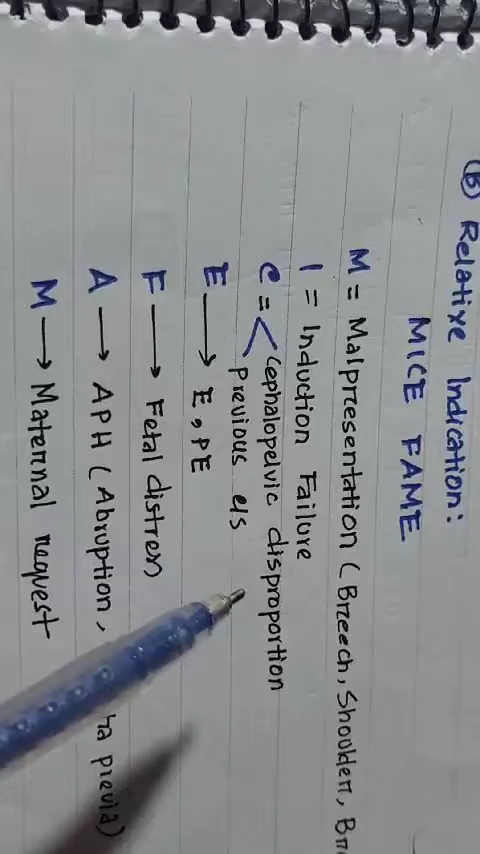 (B) Relative Indication:
MICE FAME
M = Malpresentation (Breech, Shoulder,
I = Induction Failure
C = < Cephalopelvic disproportion
Previous c/s
E → E, PE
F → Fetal distress
A → APH (Abruption, previa)
M → Maternal request